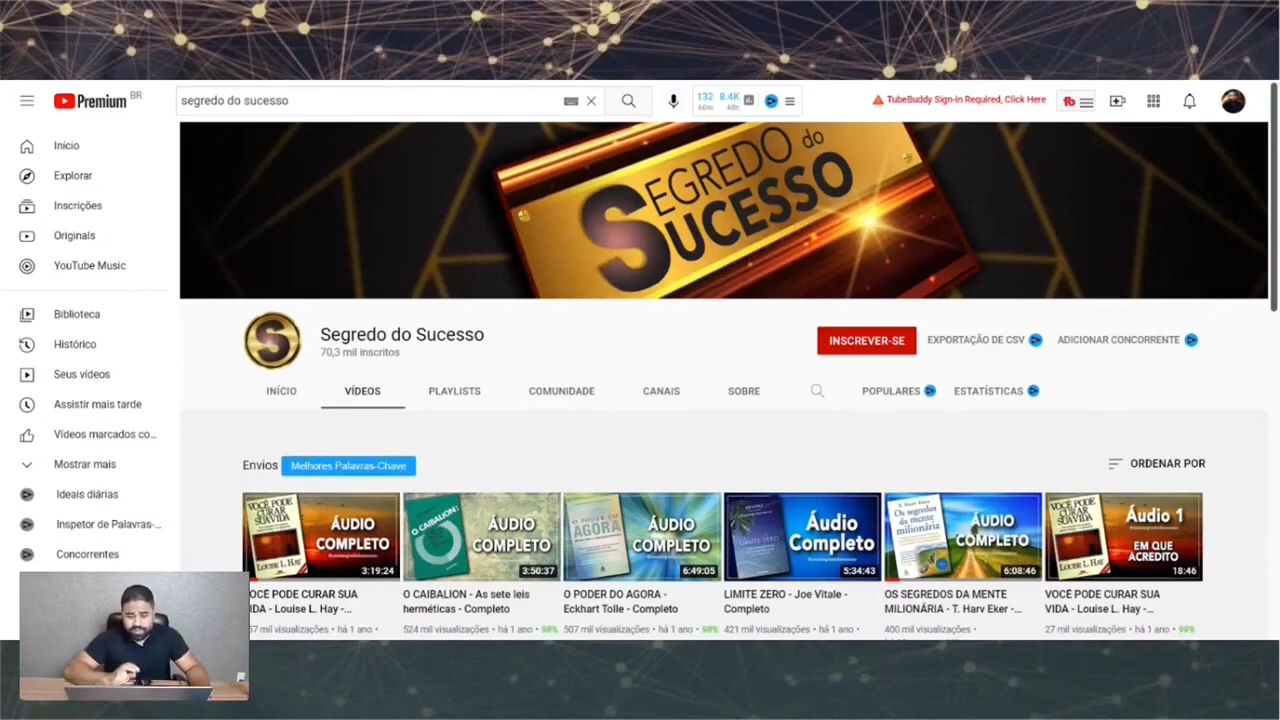 Premium BR
segredo do sucesso
132 8.4K
60m 48h
TubeBuddy Sign-in Required, Click Here
tb
Início
Explorar
Inscrições
Originals
YouTube Music
Biblioteca
Histórico
Seus vídeos
Assistir mais tarde
Vídeos marcados co...
Mostrar mais
Ideais diárias
Inspetor de Palavras-...
Concorrentes
SEGREDO do
SUCESSO
S
Segredo do Sucesso
70,3 mil inscritos
INSCREVER-SE
EXPORTAÇÃO DE CSV
ADICIONAR CONCORRENTE
INÍCIO VÍDEOS PLAYLISTS COMUNIDADE CANAIS SOBRE POPULARES ESTATÍSTICAS
Envios Melhores Palavras-Chave
ORDENAR POR
VOCÊ PODE
CURAR
SUA VIDA
LOUISE L. HAY
ÁUDIO
COMPLETO
3:19:24
OCÊ PODE CURAR SUA
IDA - Louise L. Hay -...
57 mil visualizações • há 1 ano •
O CAIBALION:
ÁUDIO
COMPLETO
3:50:37
O CAIBALION - As sete leis
herméticas - Completo
524 mil visualizações • há 1 ano • 98%
O PODER DO
AGORA
ÁUDIO
COMPLETO
6:49:05
O PODER DO AGORA -
Eckhart Tolle - Completo
507 mil visualizações • há 1 ano • 98%
LIMITE ZERO
Áudio
Completo
5:34:43
LIMITE ZERO - Joe Vitale -
Completo
421 mil visualizações • há 1 ano •
Os segredos
da mente
milionária
ÁUDIO
COMPLETO
6:08:46
OS SEGREDOS DA MENTE
MILIONÁRIA - T. Harv Eker -...
400 mil visualizações •
VOCÊ PODE
CURAR
SUA VIDA
LOUISE L. HAY
Áudio 1
EM QUE
ACREDITO
18:46
VOCÊ PODE CURAR SUA
VIDA - Louise L. Hay -...
27 mil visualizações • há 1 ano • 99%